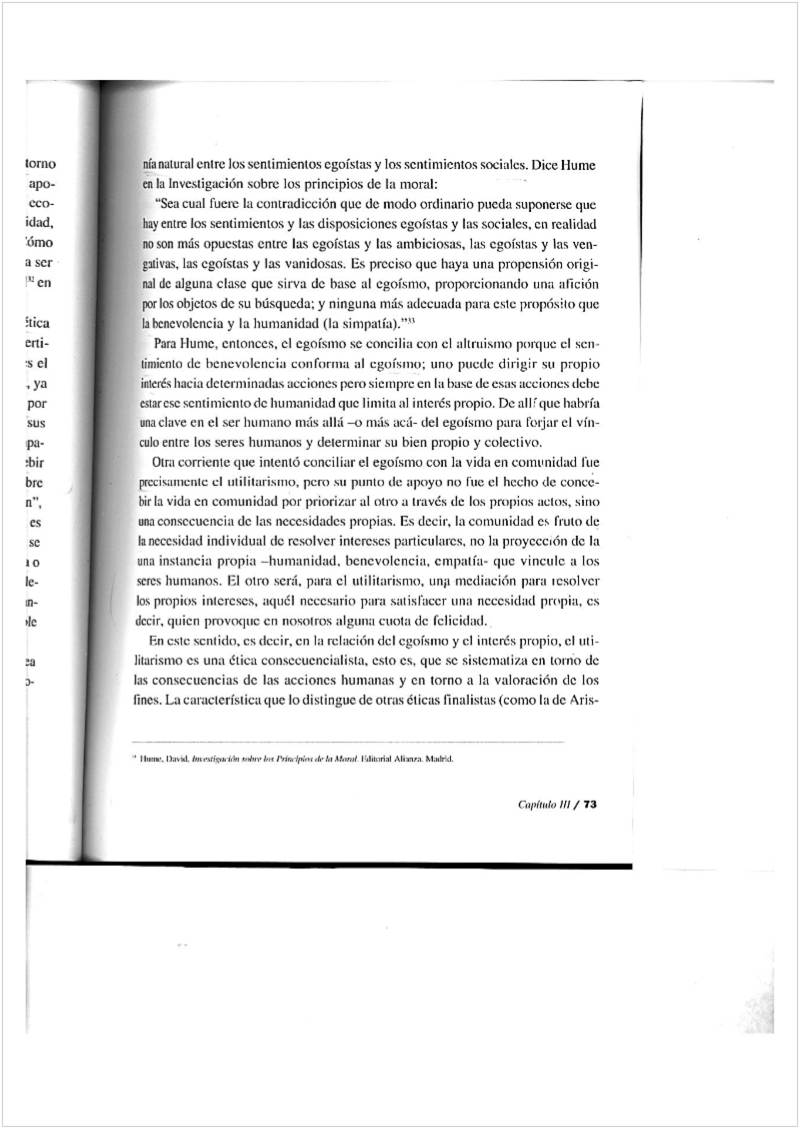 torno
apo-
eco-
idad,
ómo
a ser
en
ética
erti-
s el
, ya
por
sus
pa-
ebir
bre
n”,
es
se
o
le-
n-
le
ea
o-
nía natural entre los sentimientos egoístas y los sentimientos sociales. Dice Hume
en la Investigación sobre los principios de la moral:
“Sea cual fuere la contradicción que de modo ordinario pueda suponerse que
hay entre los sentimientos y las disposiciones egoístas y las sociales, en realidad
no son más opuestas entre las egoístas y las ambiciosas, las egoístas y las ven-
gativas, las egoístas y las vanidosas. Es preciso que haya una propensión origi-
nal de alguna clase que sirva de base al egoísmo, proporcionando una afición
por los objetos de su búsqueda; y ninguna más adecuada para este propósito que
la benevolencia y la humanidad (la simpatía).”³³
Para Hume, entonces, el egoísmo se concilia con el altruismo porque el sen-
timiento de benevolencia conforma al egoísmo; uno puede dirigir su propio
interés hacia determinadas acciones pero siempre en la base de esas acciones debe
estar ese sentimiento de humanidad que limita al interés propio. De allí que habría
una clave en el ser humano más allá –o más acá- del egoísmo para forjar el vín-
culo entre los seres humanos y determinar su bien propio y colectivo.
Otra corriente que intentó conciliar el egoísmo con la vida en comunidad fue
precisamente el utilitarismo, pero su punto de apoyo no fue el hecho de conce-
bir la vida en comunidad por priorizar al otro a través de los propios actos, sino
una consecuencia de las necesidades propias. Es decir, la comunidad es fruto de
la necesidad individual de resolver intereses particulares, no la proyección de la
una instancia propia –humanidad, benevolencia, empatía- que vincule a los
seres humanos. El otro será, para el utilitarismo, una mediación para resolver
los propios intereses, aquél necesario para satisfacer una necesidad propia, es
decir, quien provoque en nosotros alguna cuota de felicidad.
En este sentido, es decir, en la relación del egoísmo y el interés propio, el uti-
litarismo es una ética consecuencialista, esto es, que se sistematiza en torno de
las consecuencias de las acciones humanas y en torno a la valoración de los
fines. La característica que lo distingue de otras éticas finalistas (como la de Aris-
Hume, David, Investigación sobre los Principios de la Moral. Editorial Alianza. Madrid.
Capítulo III / 73